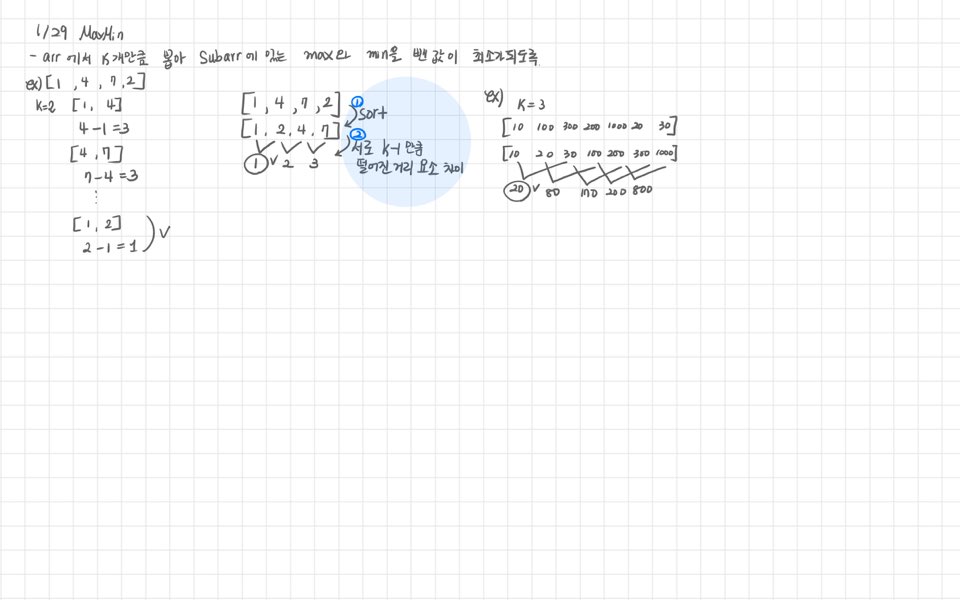 1/29 MaxMin
- arr에서 K개만큼 뽑아 Subarr에 있는 max와 min을 뺀 값이 최소가되도록
ex) [1, 4, 7, 2]
K=2 [1, 4]
4-1=3
[4, 7]
7-4=3
⋮
[1, 2]
2-1=1
[1, 4, 7, 2]
① sort
[1, 2, 4, 7]
② 서로 K-1 만큼
떨어진 거리 요소 차이
1 2 3
ex) K=3
[10 100 300 200 1000 20 30]
[10 20 30 100 200 300 1000]
20 80 170 200 800